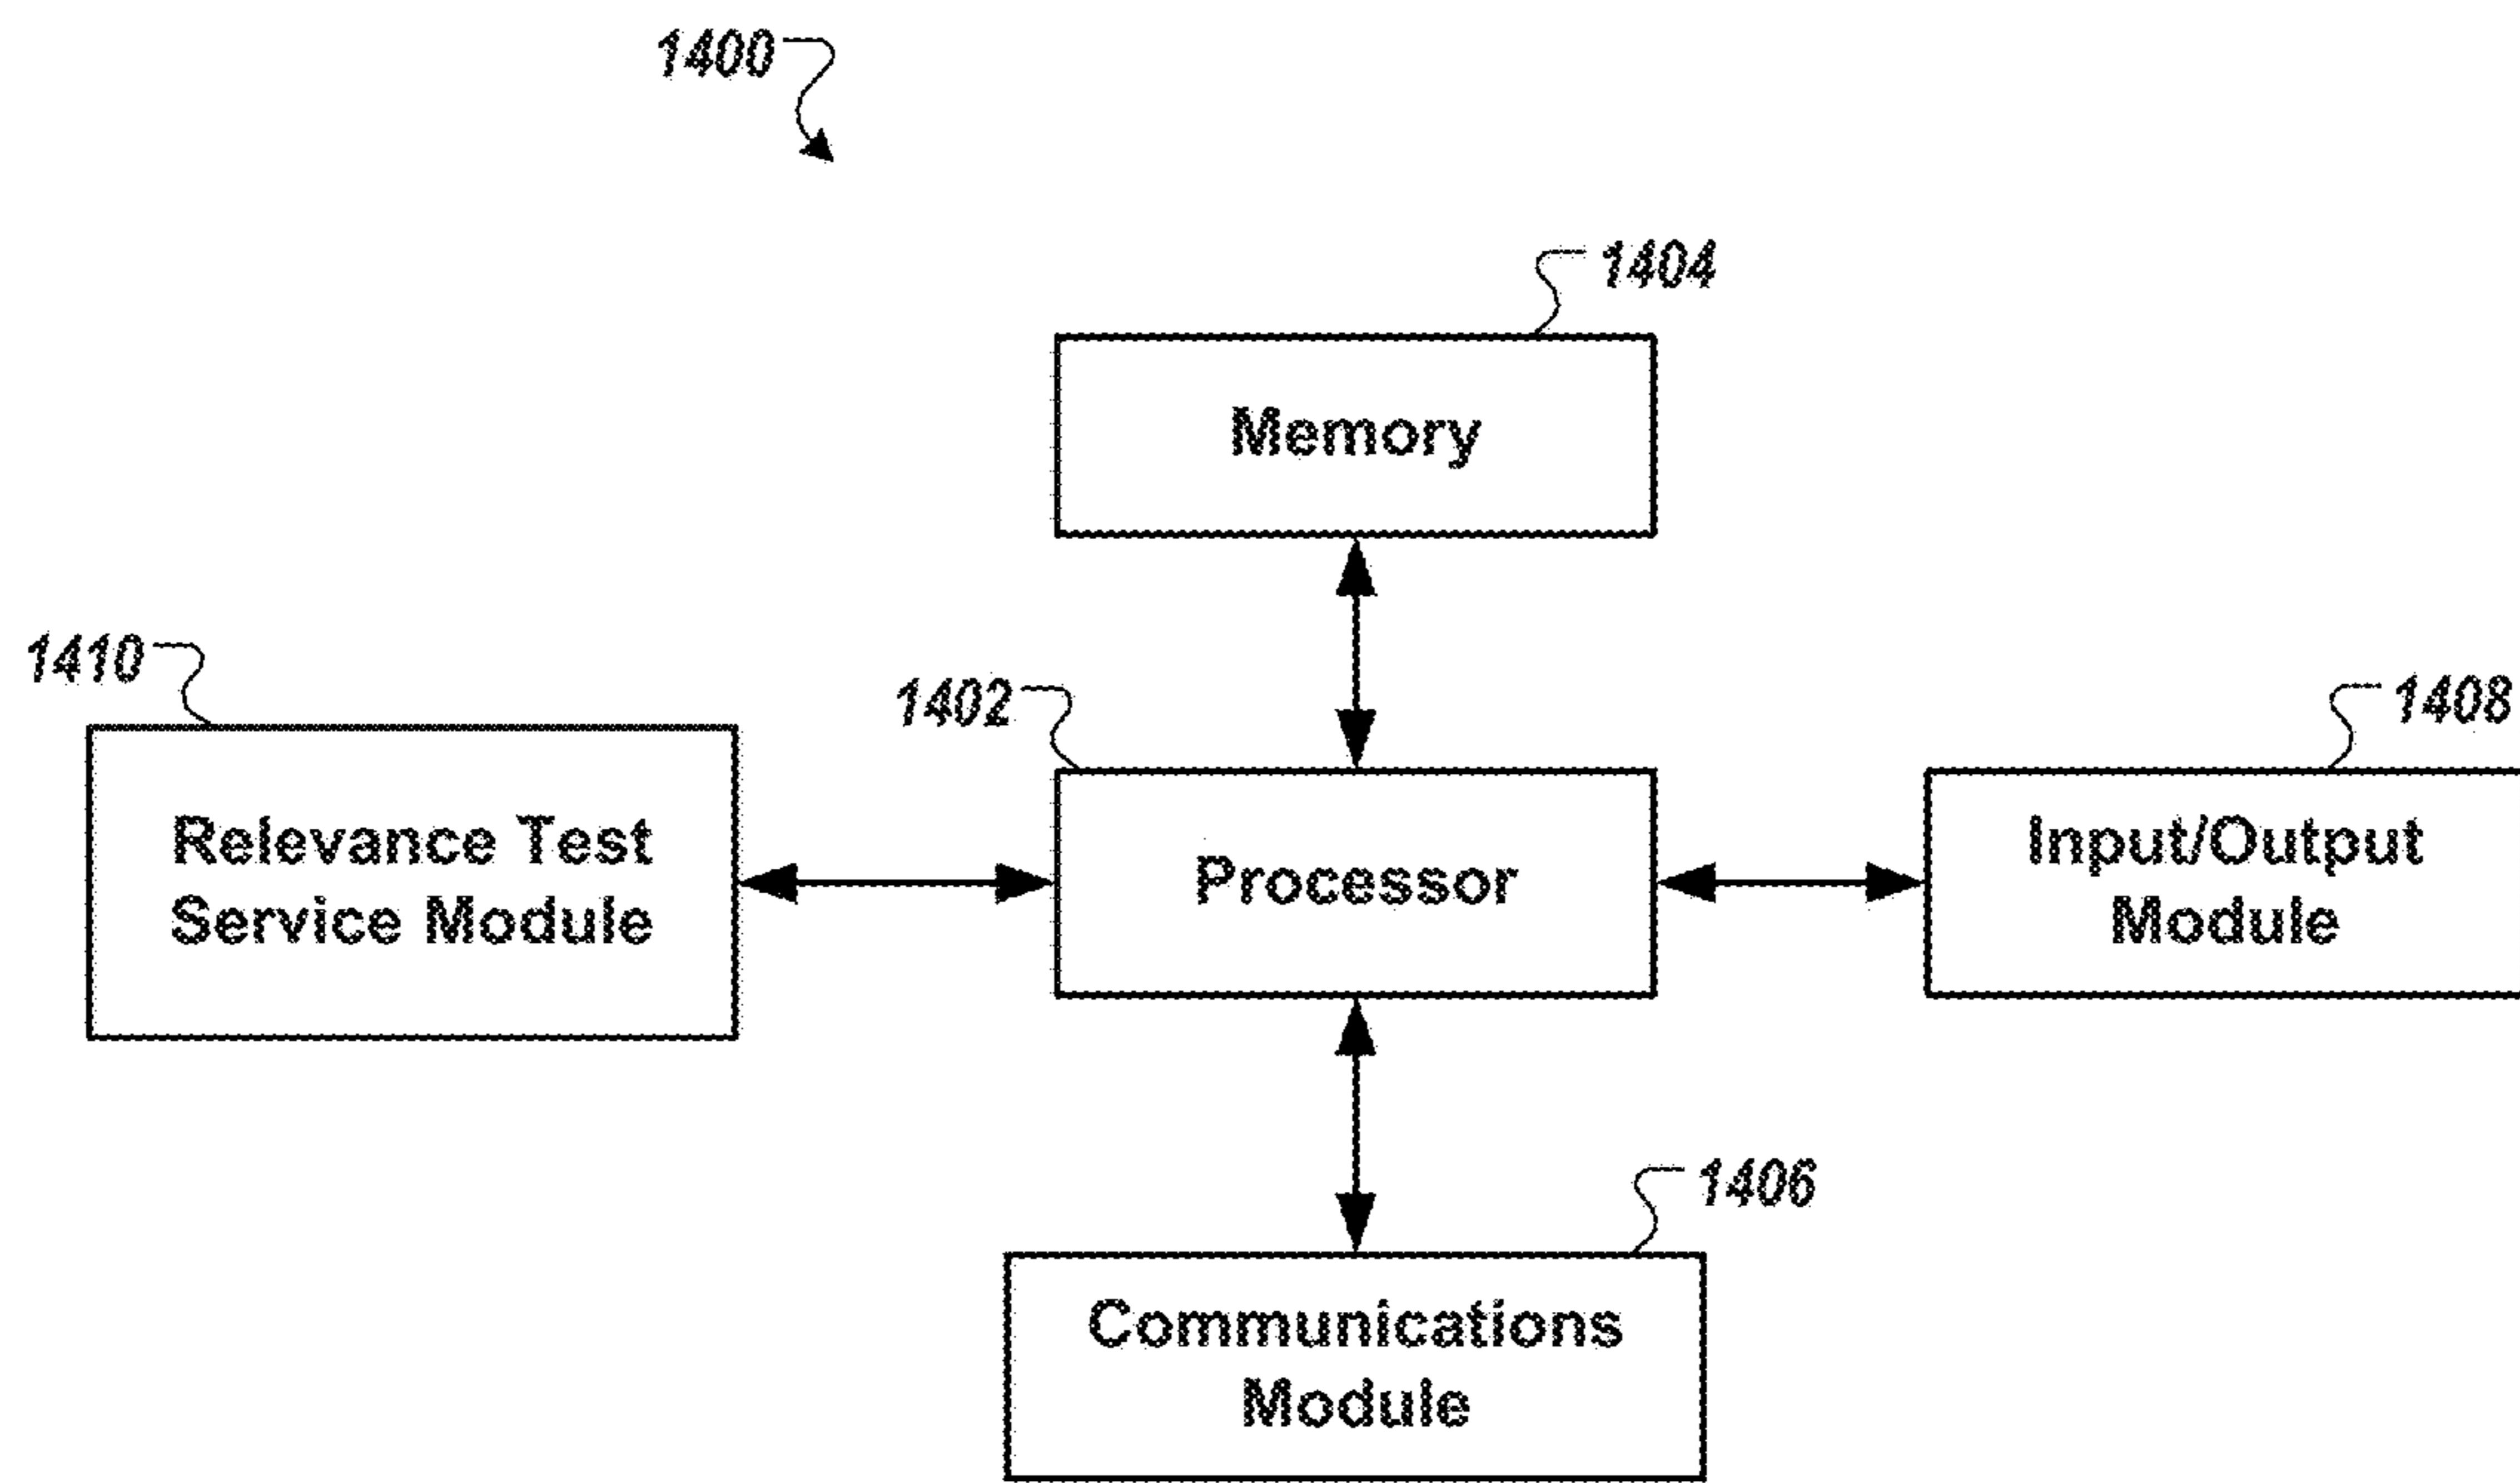 1400
1404
Memory
1410
1402
1408
Relevance Test
Service Module
Processor
Input/Output
Module
1406
Communications
Module